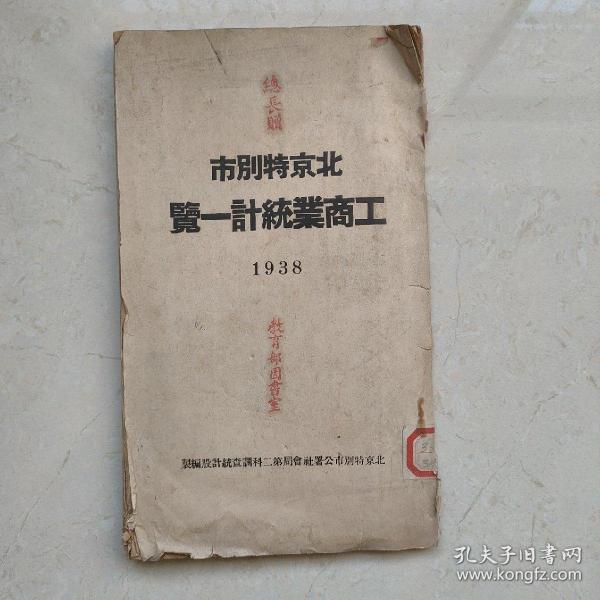 總長贈
北京特別市
工商業統計一覽
1938
教育部図書室
北京特別市公署社會局第二科調查統計股編製
孔夫子旧书网
www.kongfz.com